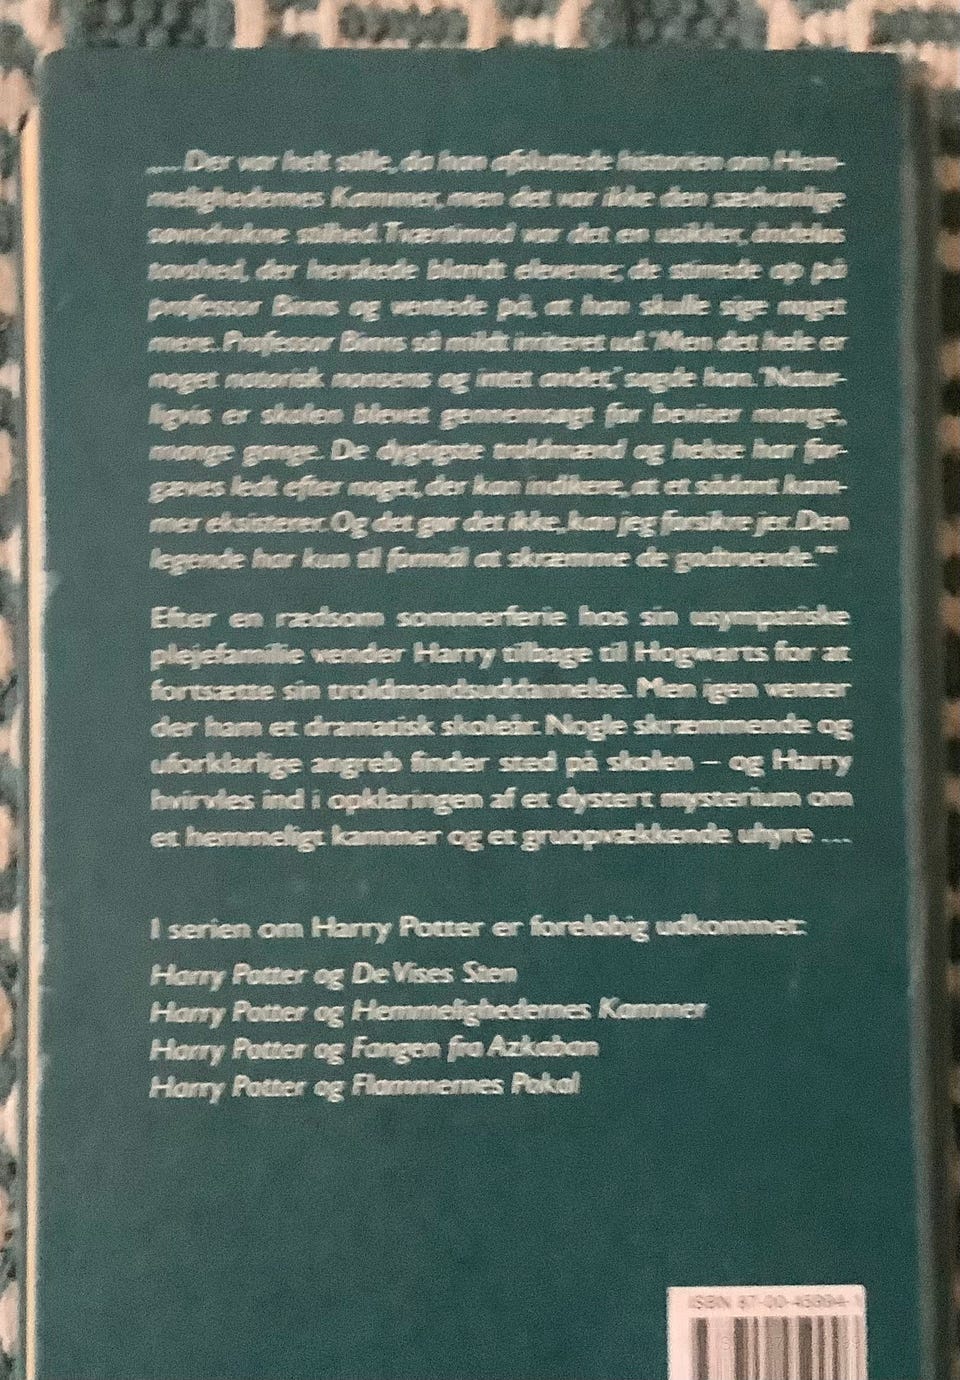 „... Der var helt stille, da han afsluttede historien om Hem-
melighedernes Kammer, men det var ikke den sædvanlige
søvndrukne stilhed. Tværtimod var det en usikker, åndeløs
tavshed, der herskede blandt eleverne; de stirrede op på
professor Binns og ventede på, at han skulle sige noget
mere. Professor Binns så mildt irriteret ud. "Men det hele er
noget notorisk nonsens og intet andet," sagde han. "Natur-
ligvis er skolen blevet gennemsøgt for beviser mange,
mange gange. De dygtigste troldmænd og hekse har for-
gæves ledt efter noget, der kan indikere, at et sådant kam-
mer eksisterer. Og det gør det ikke, kan jeg forsikre jer. Den
legende har kun til formål at skræmme de godtroende.""
Efter en rædsom sommerferie hos sin usympatiske
plejefamilie vender Harry tilbage til Hogwarts for at
fortsætte sin troldmandsuddannelse. Men igen venter
der ham et dramatisk skoleår. Nogle skræmmende og
uforklarlige angreb finder sted på skolen – og Harry
hvirvles ind i opklaringen af et dystert mysterium om
et hemmeligt kammer og et gruopvækkende uhyre ...
I serien om Harry Potter er foreløbig udkommet:
Harry Potter og De Vises Sten
Harry Potter og Hemmelighedernes Kammer
Harry Potter og Fangen fra Azkaban
Harry Potter og Flammernes Pokal
ISBN 87-00-45994-1